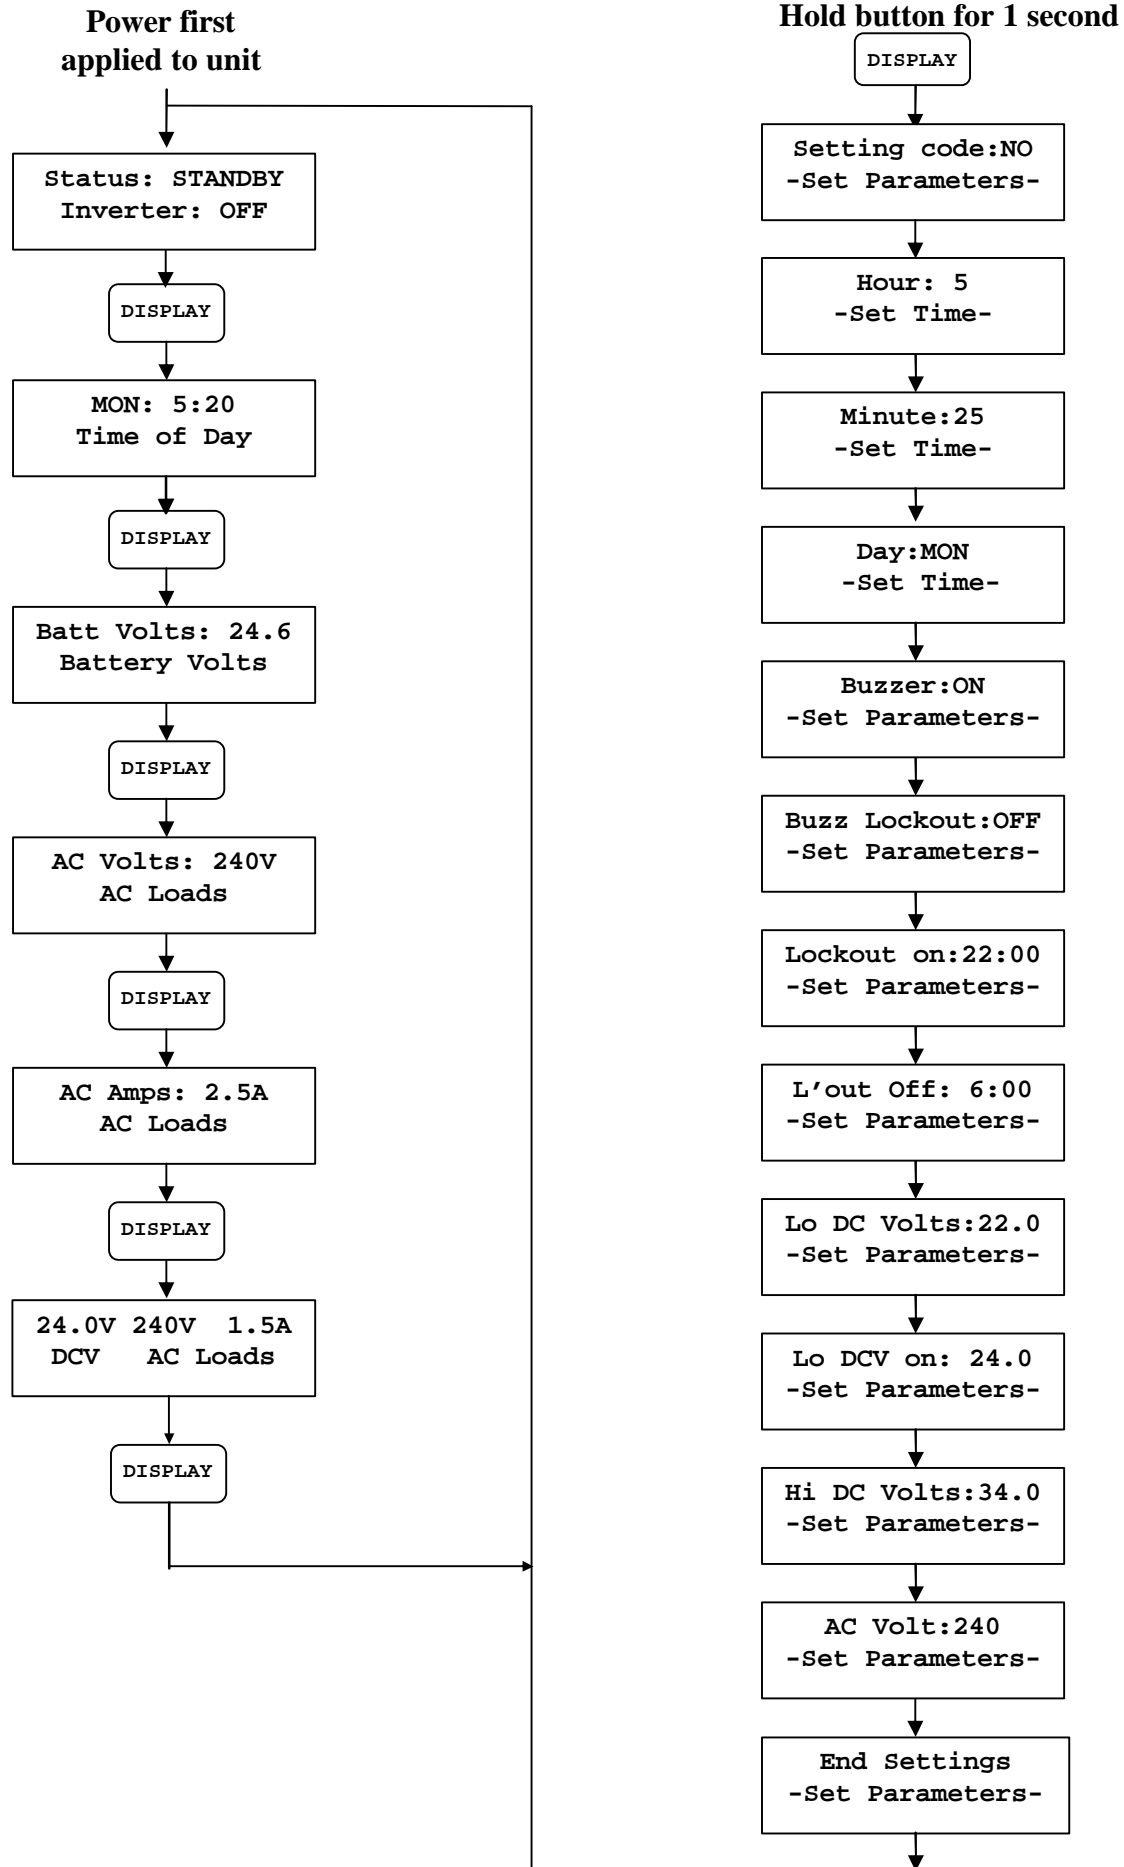 Power first
applied to unit
Status: STANDBY
Inverter: OFF
DISPLAY
MON: 5:20
Time of Day
DISPLAY
Batt Volts: 24.6
Battery Volts
DISPLAY
AC Volts: 240V
AC Loads
DISPLAY
AC Amps: 2.5A
AC Loads
DISPLAY
24.0V 240V 1.5A
DCV AC Loads
DISPLAY
Hold button for 1 second
DISPLAY
Setting code:NO
-Set Parameters-
Hour: 5
-Set Time-
Minute:25
-Set Time-
Day:MON
-Set Time-
Buzzer:ON
-Set Parameters-
Buzz Lockout:OFF
-Set Parameters-
Lockout on:22:00
-Set Parameters-
L’out Off: 6:00
-Set Parameters-
Lo DC Volts:22.0
-Set Parameters-
Lo DCV on: 24.0
-Set Parameters-
Hi DC Volts:34.0
-Set Parameters-
AC Volt:240
-Set Parameters-
End Settings
-Set Parameters-